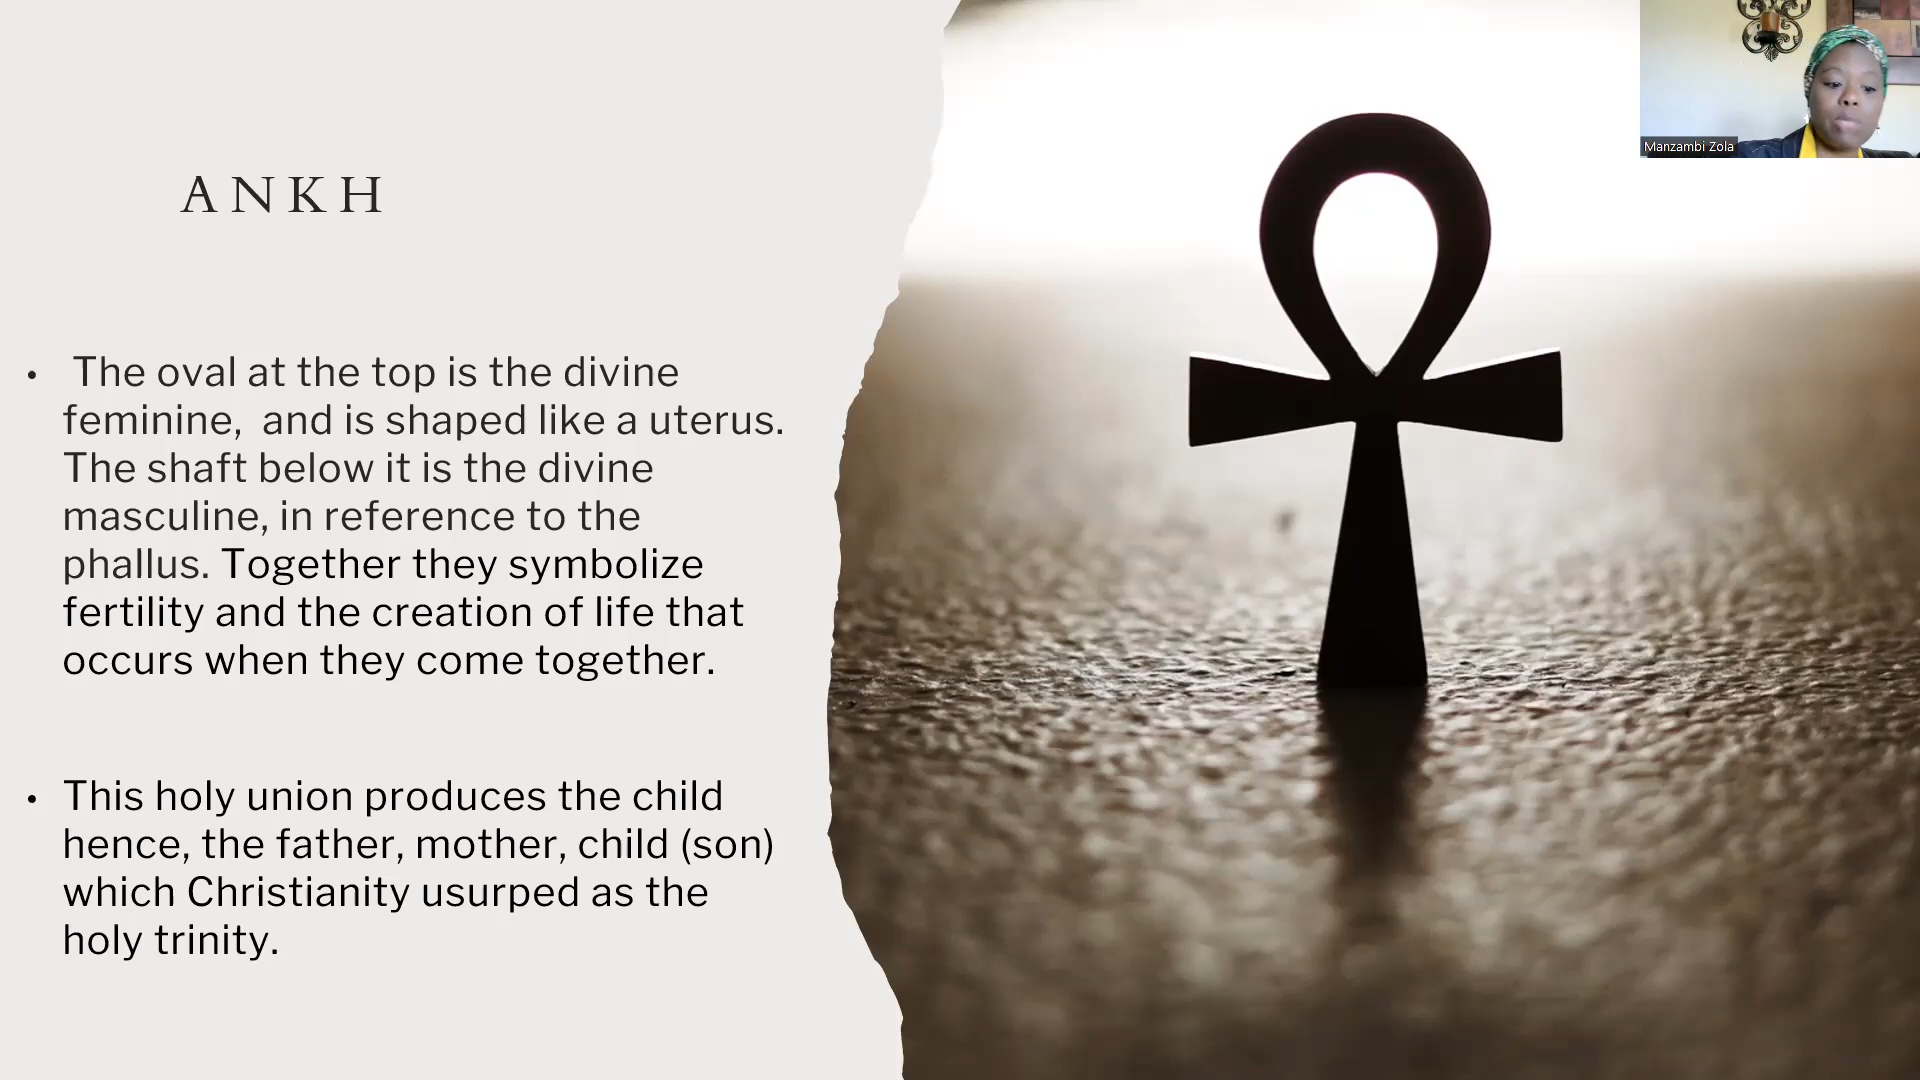 ANKH
• The oval at the top is the divine
feminine, and is shaped like a uterus.
The shaft below it is the divine
masculine, in reference to the
phallus. Together they symbolize
fertility and the creation of life that
occurs when they come together.
• This holy union produces the child
hence, the father, mother, child (son)
which Christianity usurped as the
holy trinity.
Manzambi Zola